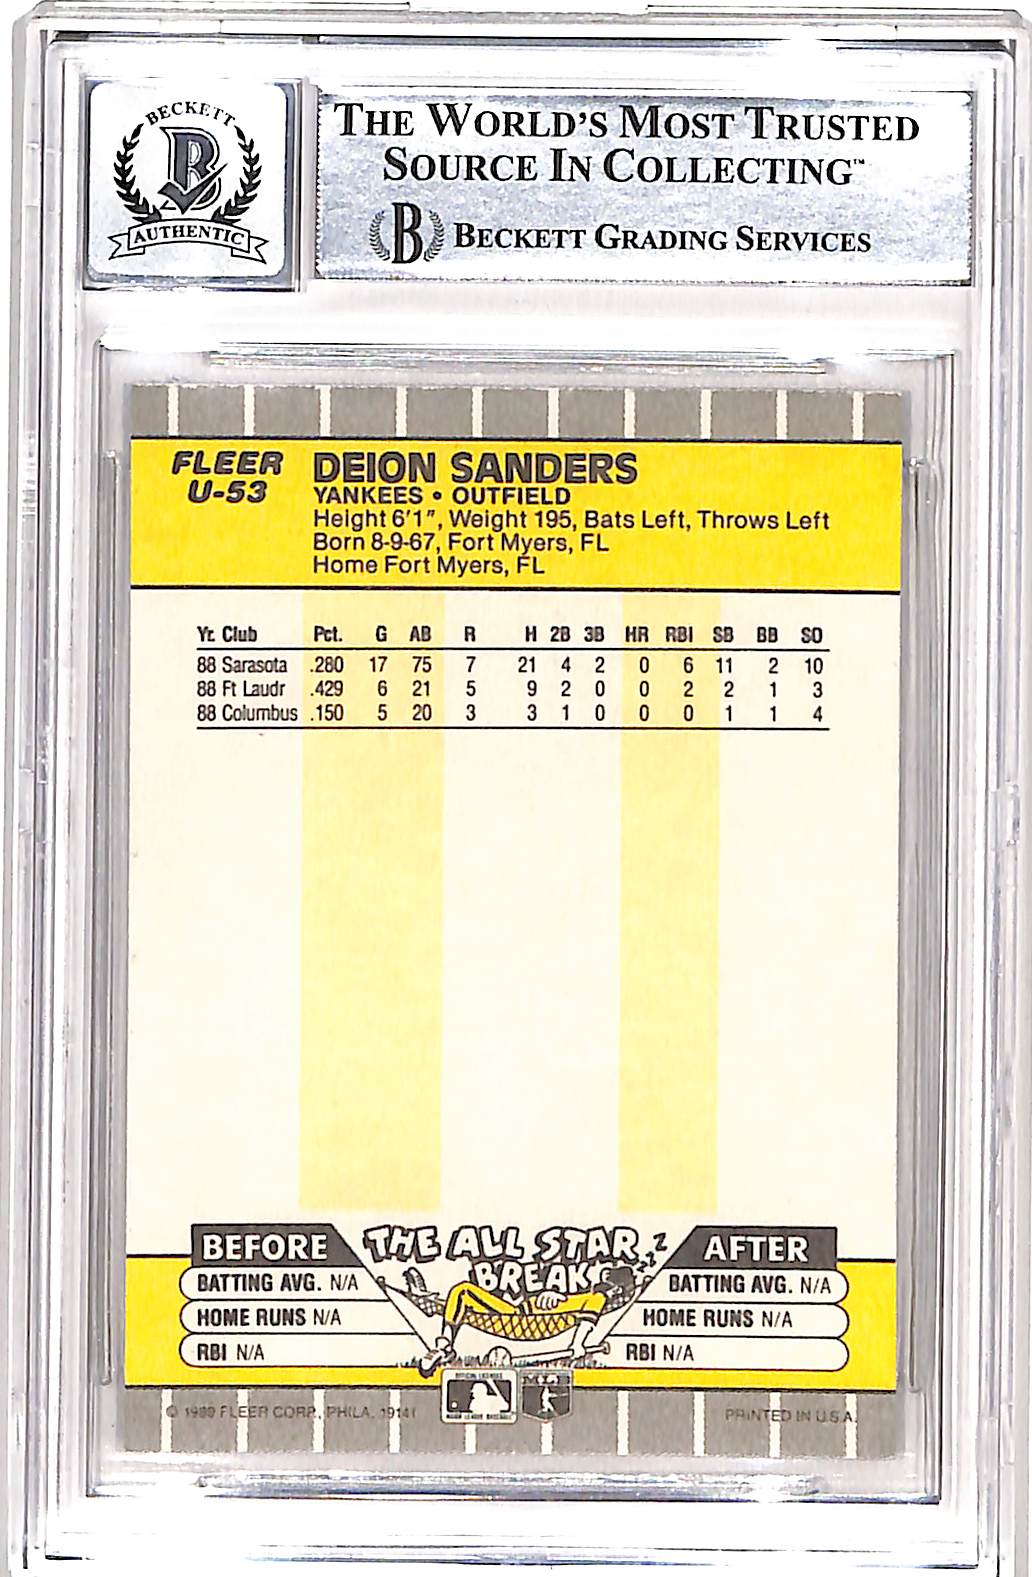 BECKETT
B
AUTHENTIC
THE WORLD'S MOST TRUSTED
SOURCE IN COLLECTING™
B BECKETT GRADING SERVICES
FLEER
U-53
DEION SANDERS
YANKEES • OUTFIELD
Height 6'1", Weight 195, Bats Left, Throws Left
Born 8-9-67, Fort Myers, FL
Home Fort Myers, FL
Yr. Club Pct. G AB R H 2B 3B HR RBI SB BB SO
88 Sarasota .280 17 75 7 21 4 2 0 6 11 2 10
88 Ft Laudr .429 6 21 5 9 2 0 0 2 2 1 3
88 Columbus .150 5 20 3 3 1 0 0 0 1 1 4
THE ALL STAR
BREAK
ZZZZ
BEFORE
BATTING AVG. N/A
HOME RUNS N/A
RBI N/A
AFTER
BATTING AVG. N/A
HOME RUNS N/A
RBI N/A
MAJOR LEAGUE BASEBALL
© 1989 FLEER CORP., PHILA. 19141
PRINTED IN U.S.A.